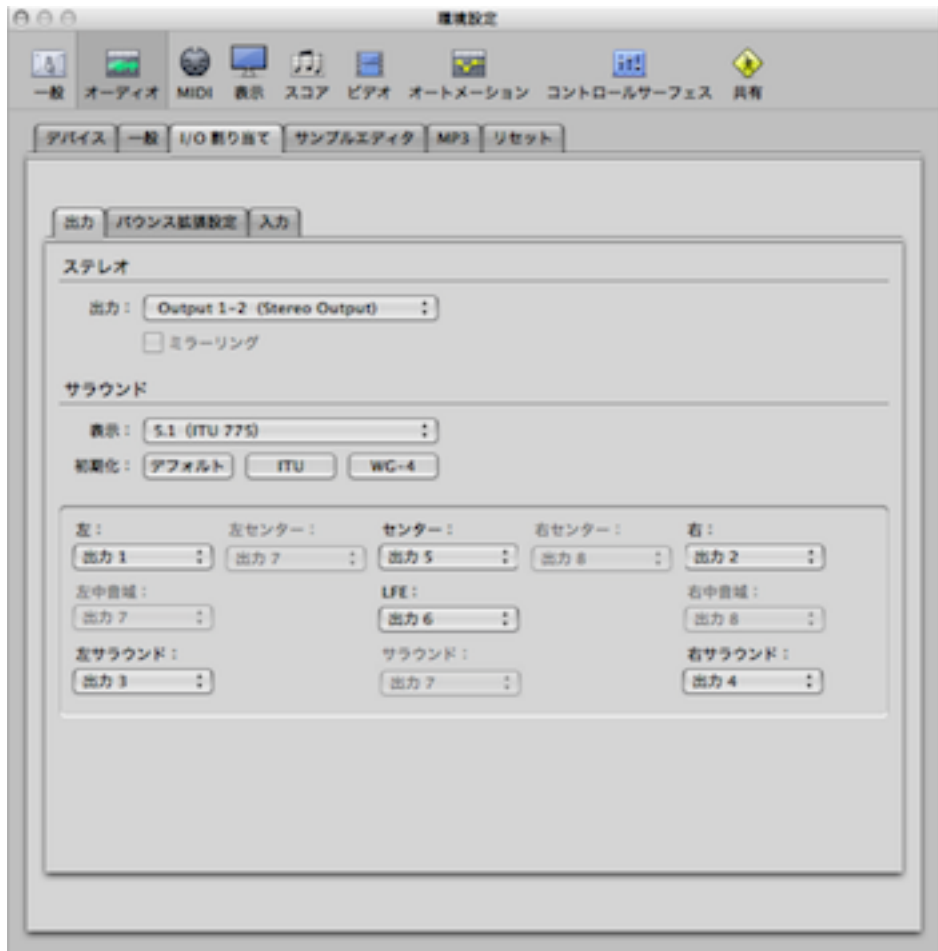 環境設定
一般 オーディオ MIDI 表示 スコア ビデオ オートメーション コントロールサーフェス 共有
デバイス 一般 I/O 割り当て サンプルエディタ MP3 リセット
出力 バウンス拡張設定 入力
ステレオ
出力： Output 1-2 (Stereo Output)
ミラーリング
サラウンド
表示： 5.1 (ITU 775)
初期化： デフォルト ITU WG-4
左： 左センター： センター： 右センター： 右：
出力 1 出力 7 出力 5 出力 8 出力 2
左中音域： LFE： 右中音域：
出力 7 出力 6 出力 8
左サラウンド： サラウンド： 右サラウンド：
出力 3 出力 7 出力 4